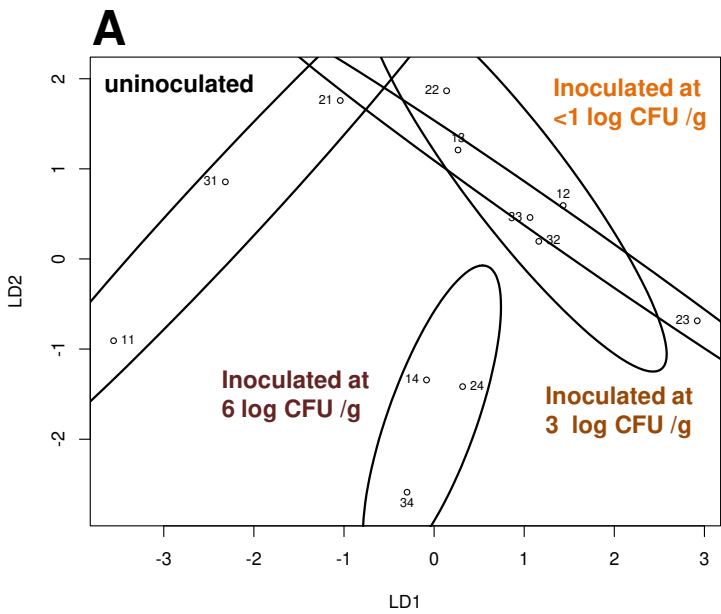 A
uninoculated
Inoculated at
<1 log CFU /g
22
21
13
31
12
33
32
23
11
14
24
34
Inoculated at
6 log CFU /g
Inoculated at
3 log CFU /g
2
1
0
-1
-2
LD2
-3
-2
-1
0
1
2
3
LD1